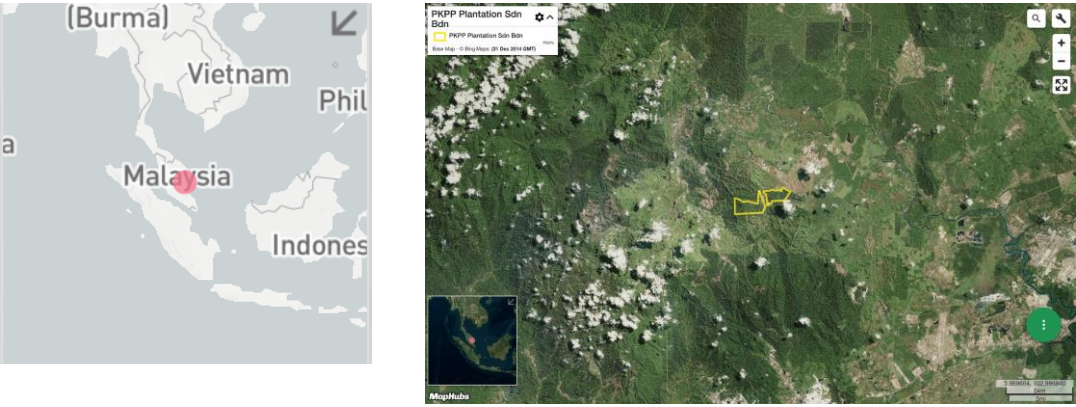 (Burma)
Vietnam
Phil
a
Malaysia
Indones
PKPP Plantation Sdn
Bdn
PKPP Plantation Sdn Bdn
Base Map - © Bing Maps: (31 Dec 2014 GMT)
MapHubs